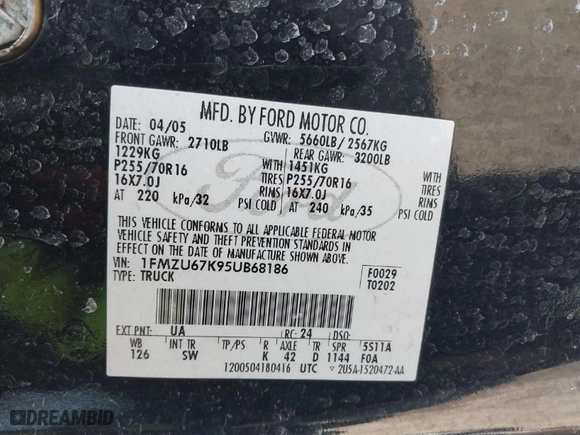 MFD. BY FORD MOTOR CO.
DATE: 04/05 GVWR: 5660LB/ 2567KG
FRONT GAWR: 2710LB REAR GAWR: 3200LB
1229KG WITH 1451KG WITH
P255/70R16 TIRES P255/70R16 TIRES
16X7.0J RIMS 16X7.0J RIMS
AT 220 kPa/32 PSI COLD AT 240 kPa/35 PSI COLD
THIS VEHICLE CONFORMS TO ALL APPLICABLE FEDERAL MOTOR
VEHICLE SAFETY AND THEFT PREVENTION STANDARDS IN
EFFECT ON THE DATE OF MANUFACTURE SHOWN ABOVE.
VIN: 1FMZU67K95UB68186 F0029
TYPE: TRUCK T0202
Ford
EXT PNT: UA RC: 24 DSO:
WB INT TR TP/PS R AXLE TR SPR 5S11A
126 SW K 42 D 1144 F0A
1200504180416 UTC 2U5A-1520472-AA
DREAMBID